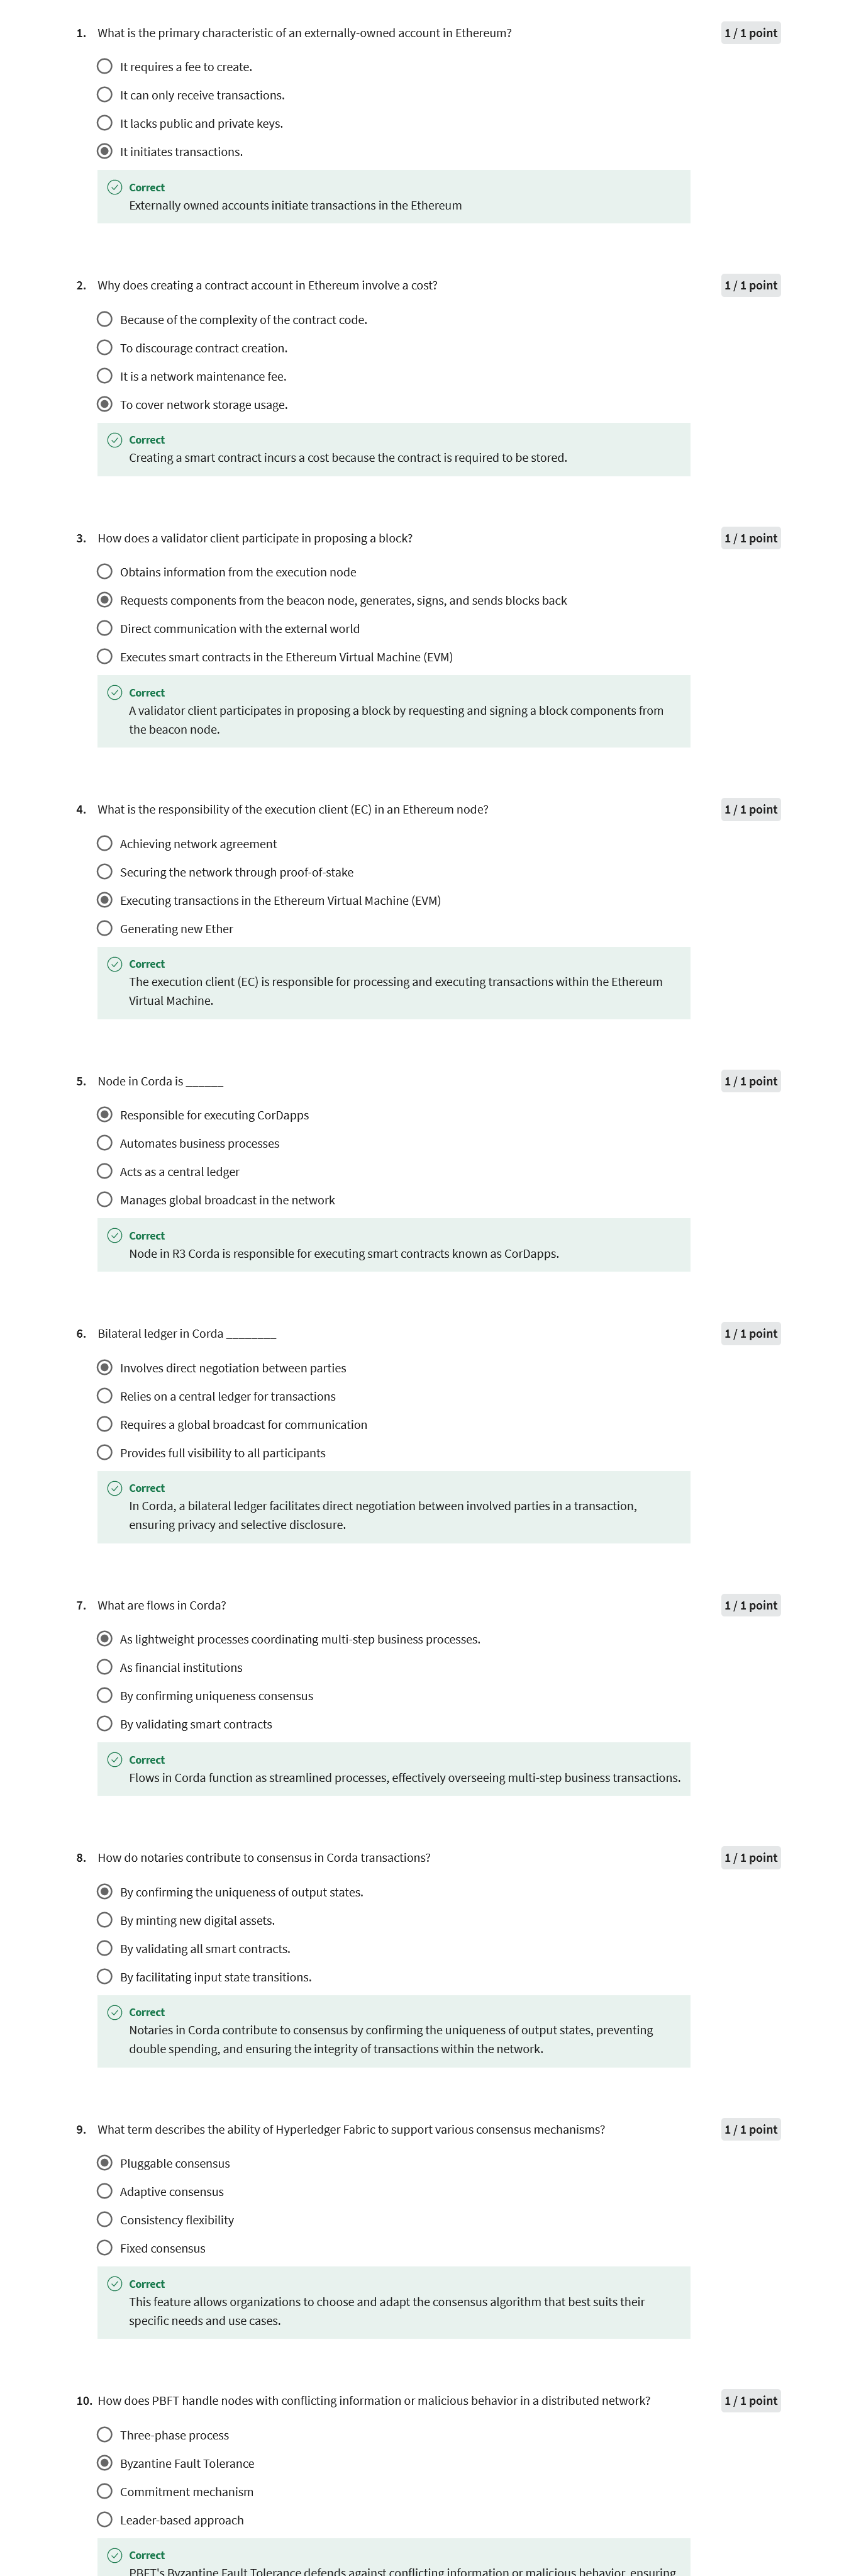 1. What is the primary characteristic of an externally-owned account in Ethereum? 1 / 1 point
It requires a fee to create.
It can only receive transactions.
It lacks public and private keys.
It initiates transactions.
Correct
Externally owned accounts initiate transactions in the Ethereum
2. Why does creating a contract account in Ethereum involve a cost? 1 / 1 point
Because of the complexity of the contract code.
To discourage contract creation.
It is a network maintenance fee.
To cover network storage usage.
Correct
Creating a smart contract incurs a cost because the contract is required to be stored.
3. How does a validator client participate in proposing a block? 1 / 1 point
Obtains information from the execution node
Requests components from the beacon node, generates, signs, and sends blocks back
Direct communication with the external world
Executes smart contracts in the Ethereum Virtual Machine (EVM)
Correct
A validator client participates in proposing a block by requesting and signing a block components from
the beacon node.
4. What is the responsibility of the execution client (EC) in an Ethereum node? 1 / 1 point
Achieving network agreement
Securing the network through proof-of-stake
Executing transactions in the Ethereum Virtual Machine (EVM)
Generating new Ether
Correct
The execution client (EC) is responsible for processing and executing transactions within the Ethereum
Virtual Machine.
5. Node in Corda is ______ 1 / 1 point
Responsible for executing CorDapps
Automates business processes
Acts as a central ledger
Manages global broadcast in the network
Correct
Node in R3 Corda is responsible for executing smart contracts known as CorDapps.
6. Bilateral ledger in Corda ________ 1 / 1 point
Involves direct negotiation between parties
Relies on a central ledger for transactions
Requires a global broadcast for communication
Provides full visibility to all participants
Correct
In Corda, a bilateral ledger facilitates direct negotiation between involved parties in a transaction,
ensuring privacy and selective disclosure.
7. What are flows in Corda? 1 / 1 point
As lightweight processes coordinating multi-step business processes.
As financial institutions
By confirming uniqueness consensus
By validating smart contracts
Correct
Flows in Corda function as streamlined processes, effectively overseeing multi-step business transactions.
8. How do notaries contribute to consensus in Corda transactions? 1 / 1 point
By confirming the uniqueness of output states.
By minting new digital assets.
By validating all smart contracts.
By facilitating input state transitions.
Correct
Notaries in Corda contribute to consensus by confirming the uniqueness of output states, preventing
double spending, and ensuring the integrity of transactions within the network.
9. What term describes the ability of Hyperledger Fabric to support various consensus mechanisms? 1 / 1 point
Pluggable consensus
Adaptive consensus
Consistency flexibility
Fixed consensus
Correct
This feature allows organizations to choose and adapt the consensus algorithm that best suits their
specific needs and use cases.
10. How does PBFT handle nodes with conflicting information or malicious behavior in a distributed network? 1 / 1 point
Three-phase process
Byzantine Fault Tolerance
Commitment mechanism
Leader-based approach
Correct
PBFT's Byzantine Fault Tolerance defends against conflicting information or malicious behavior, ensuring